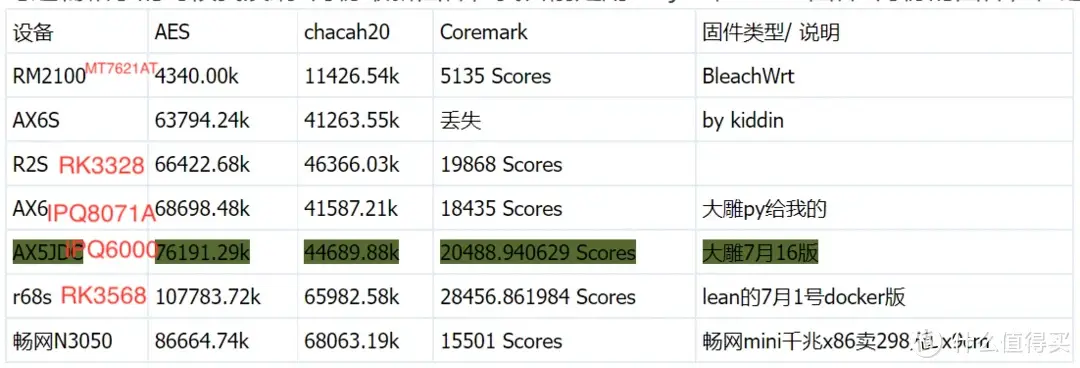 设备 AES chacah20 Coremark 固件类型/ 说明
RM2100 MT7621AT 4340.00k 11426.54k 5135 Scores BleachWrt
AX6S 63794.24k 41263.55k 丢失 by kiddin
R2S RK3328 66422.68k 46366.03k 19868 Scores
AX6 IPQ8071A 68698.48k 41587.21k 18435 Scores 大雕py给我的
AX5JDC IPQ6000 76191.29k 44689.88k 20488.940629 Scores 大雕7月16版
r68s RK3568 107783.72k 65982.58k 28456.861984 Scores lean的7月1号docker版
畅网N3050 86664.74k 68063.19k 15501 Scores 畅网mini千兆x86卖298
什么值得买